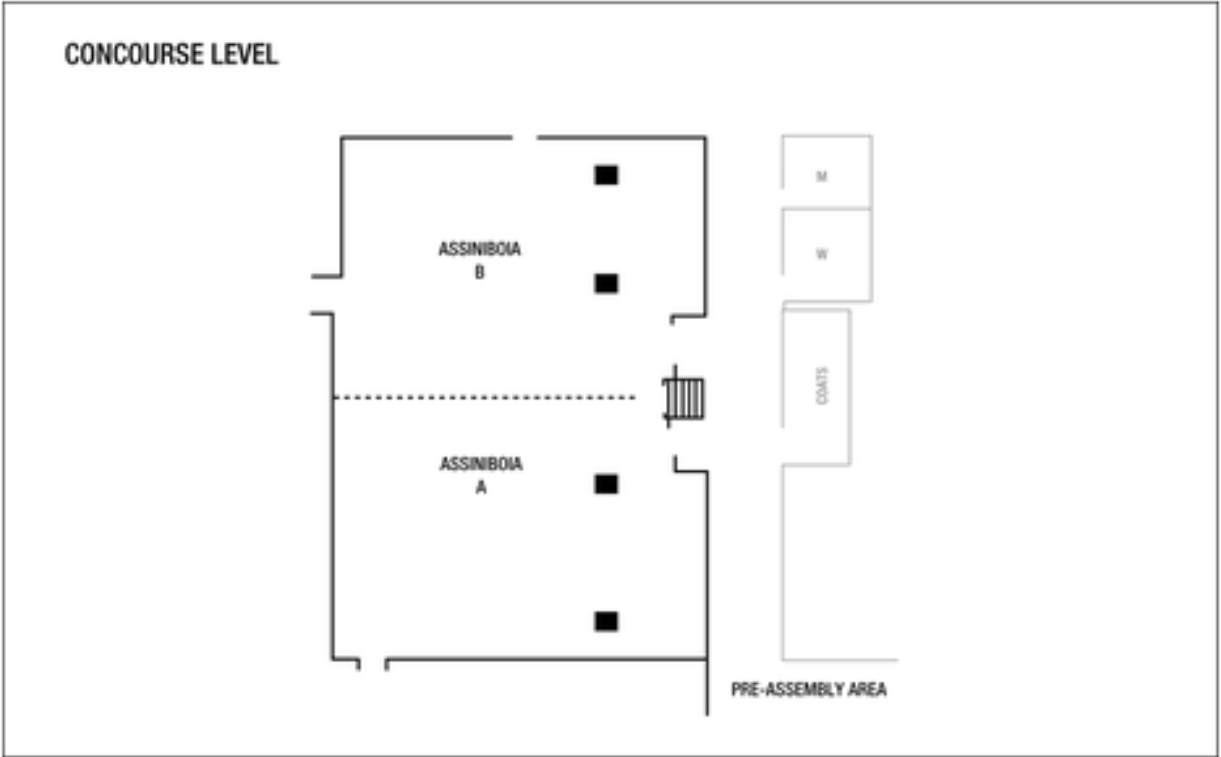 CONCOURSE LEVEL
M
ASSINIBOIA
B
W
COATS
ASSINIBOIA
A
PRE-ASSEMBLY AREA